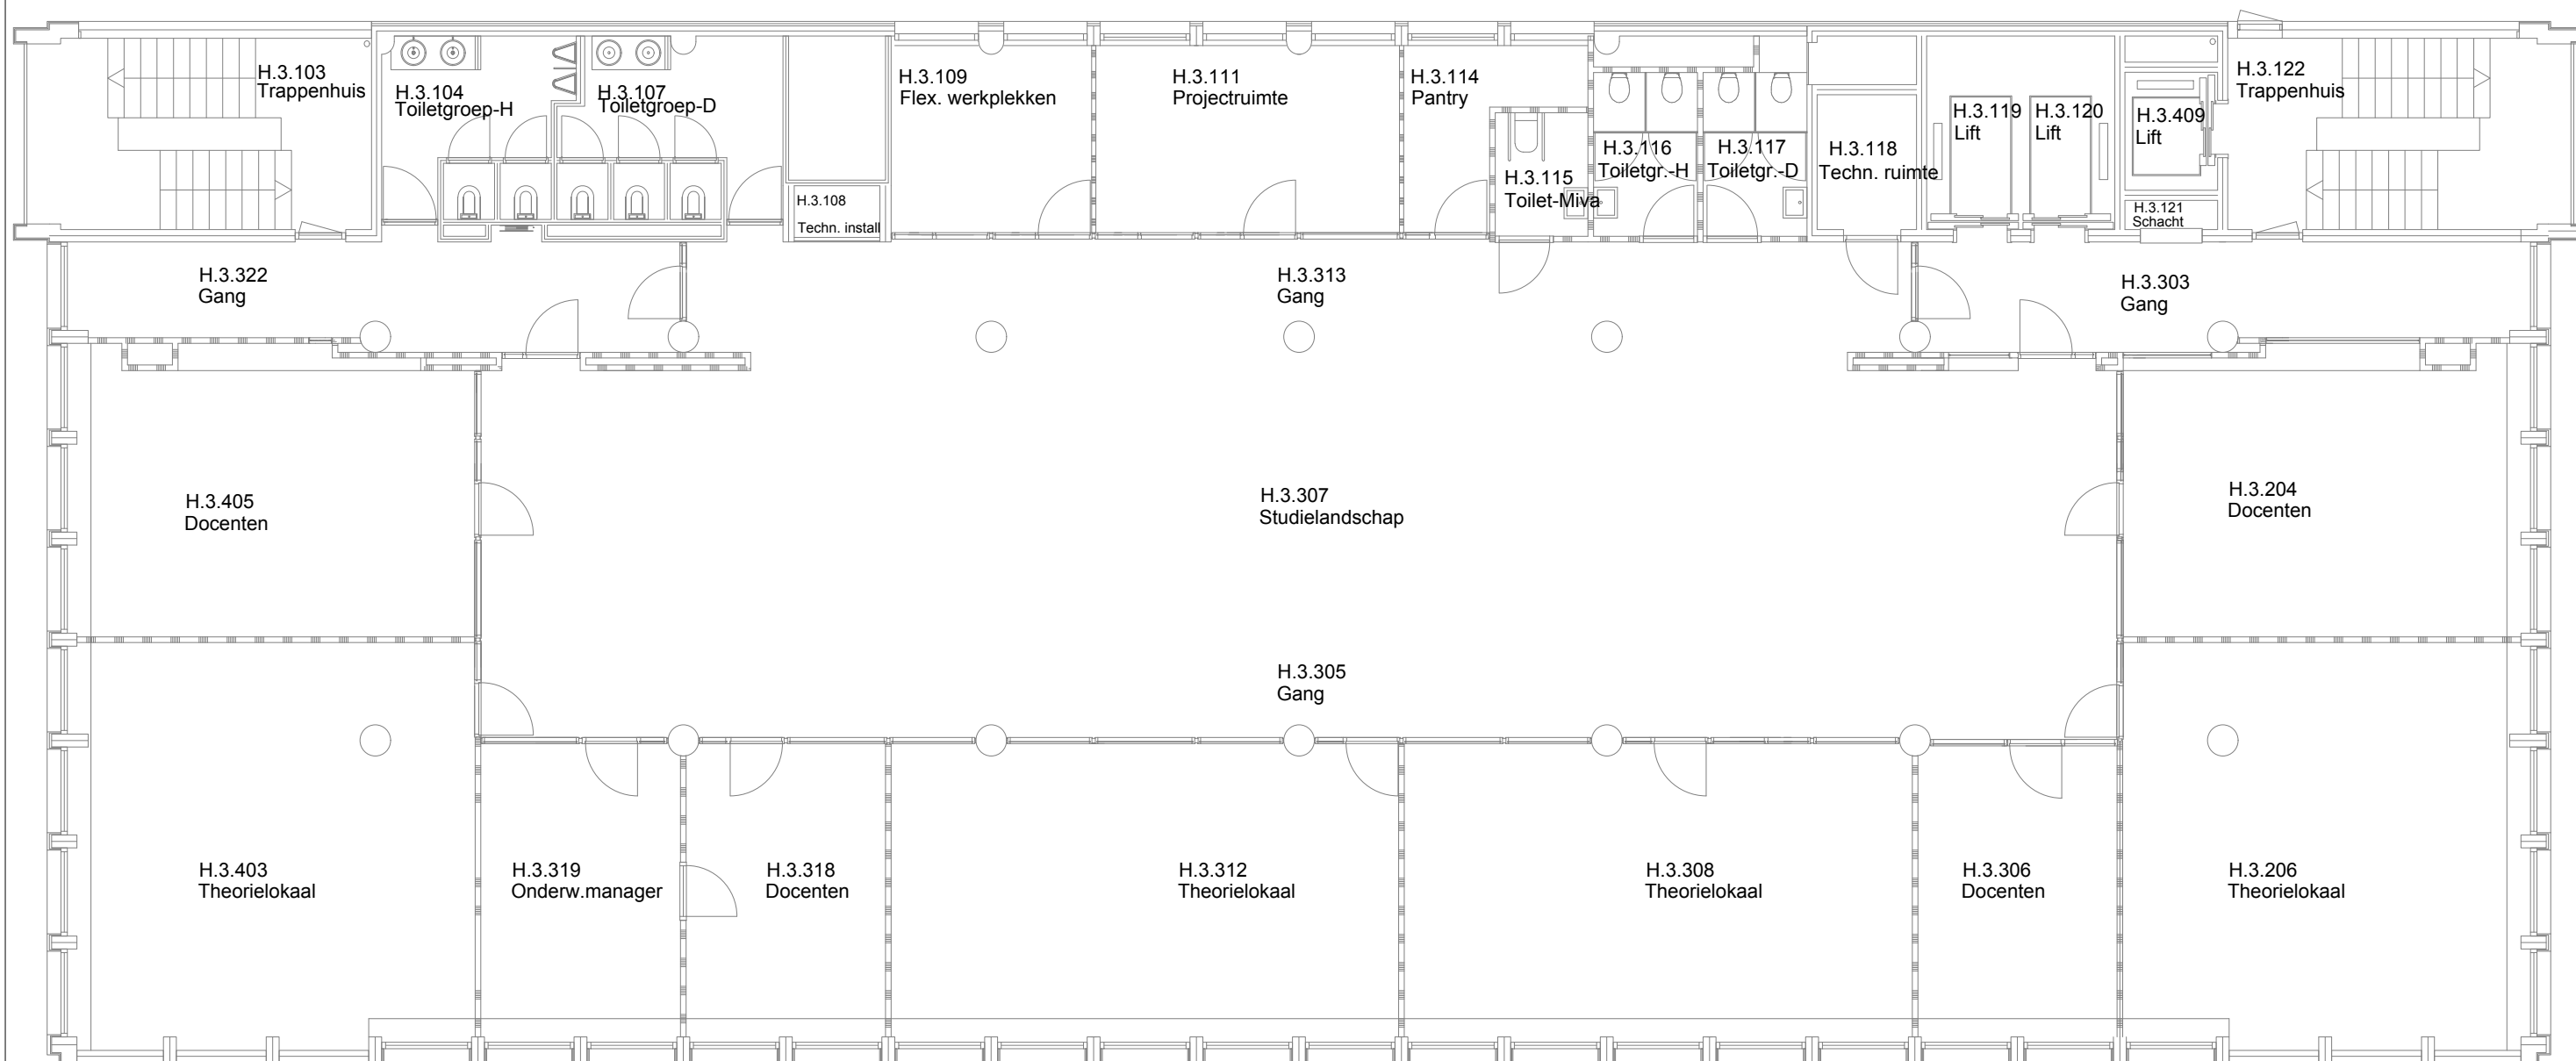 H.3.103
Trappenhuis
H.3.104
Toiletgroep-H
H.3.107
Toiletgroep-D
H.3.108
Techn. install
H.3.109
Flex. werkplekken
H.3.111
Projectruimte
H.3.114
Pantry
H.3.115
Toilet-Miva
H.3.116
Toiletgr.-H
H.3.117
Toiletgr.-D
H.3.118
Techn. ruimte
H.3.119
Lift
H.3.120
Lift
H.3.409
Lift
H.3.121
Schacht
H.3.122
Trappenhuis
H.3.322
Gang
H.3.313
Gang
H.3.303
Gang
H.3.405
Docenten
H.3.307
Studielandschap
H.3.204
Docenten
H.3.305
Gang
H.3.403
Theorielokaal
H.3.319
Onderw.manager
H.3.318
Docenten
H.3.312
Theorielokaal
H.3.308
Theorielokaal
H.3.306
Docenten
H.3.206
Theorielokaal